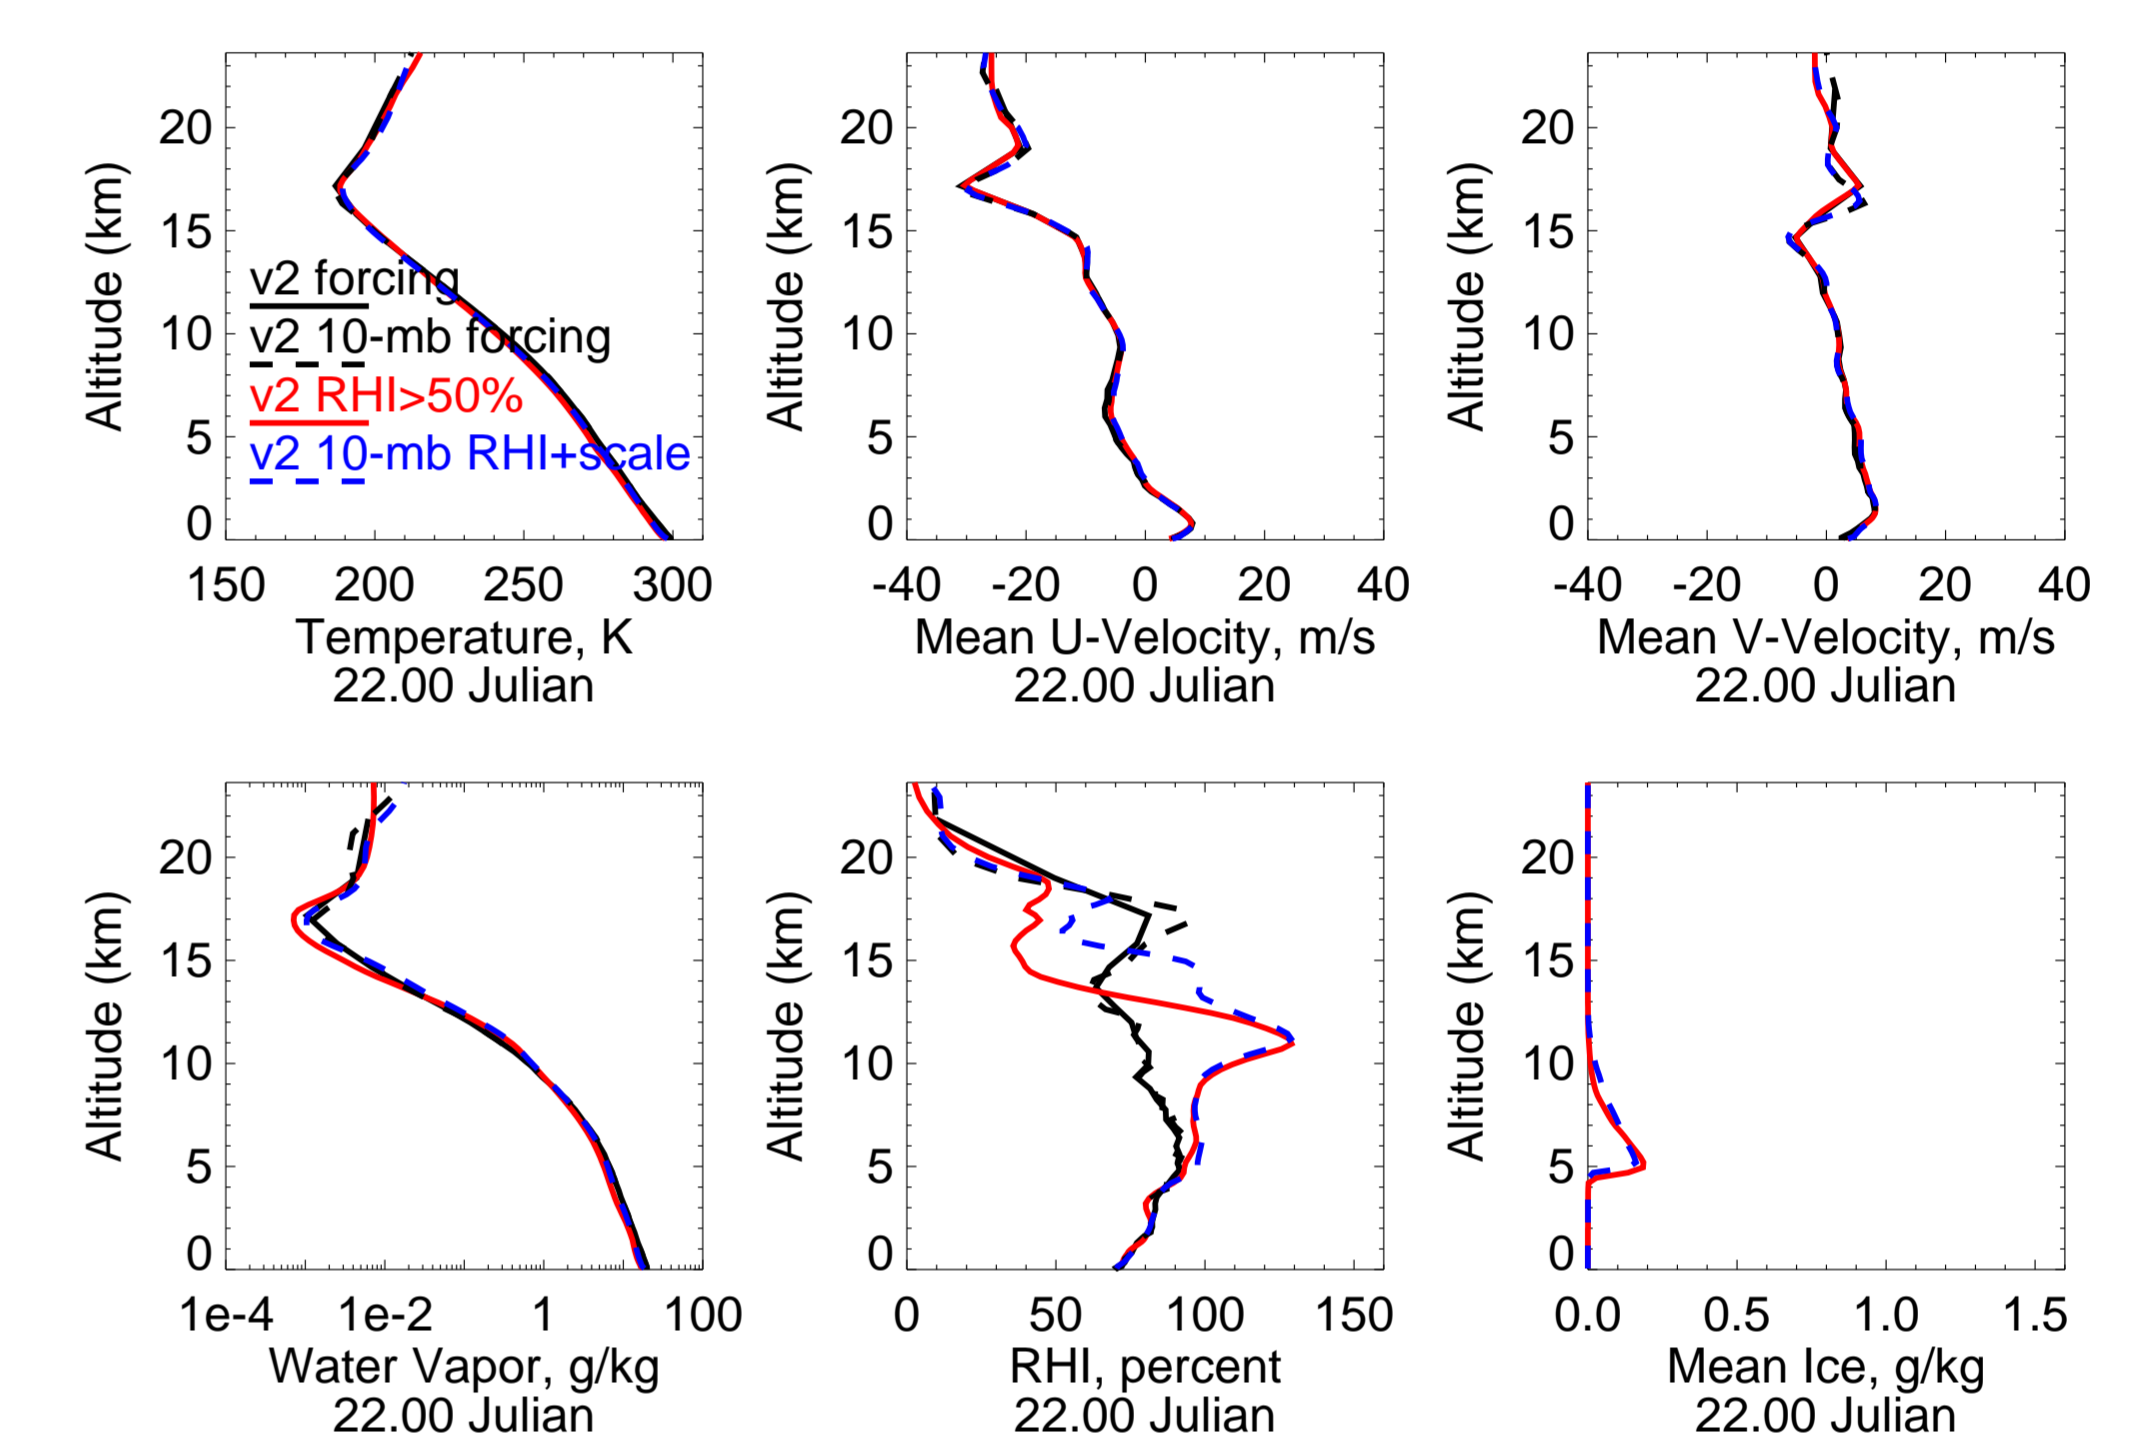 20
15
10
5
0
Altitude (km)
v2 forcing
v2 10-mb forcing
v2 RHI>50%
v2 10-mb RHI+scale
150 200 250 300
Temperature, K
22.00 Julian
20
15
10
5
0
Altitude (km)
-40 -20 0 20 40
Mean U-Velocity, m/s
22.00 Julian
20
15
10
5
0
Altitude (km)
-40 -20 0 20 40
Mean V-Velocity, m/s
22.00 Julian
20
15
10
5
0
Altitude (km)
1e-4 1e-2 1 100
Water Vapor, g/kg
22.00 Julian
20
15
10
5
0
Altitude (km)
0 50 100 150
RHI, percent
22.00 Julian
20
15
10
5
0
Altitude (km)
0.0 0.5 1.0 1.5
Mean Ice, g/kg
22.00 Julian